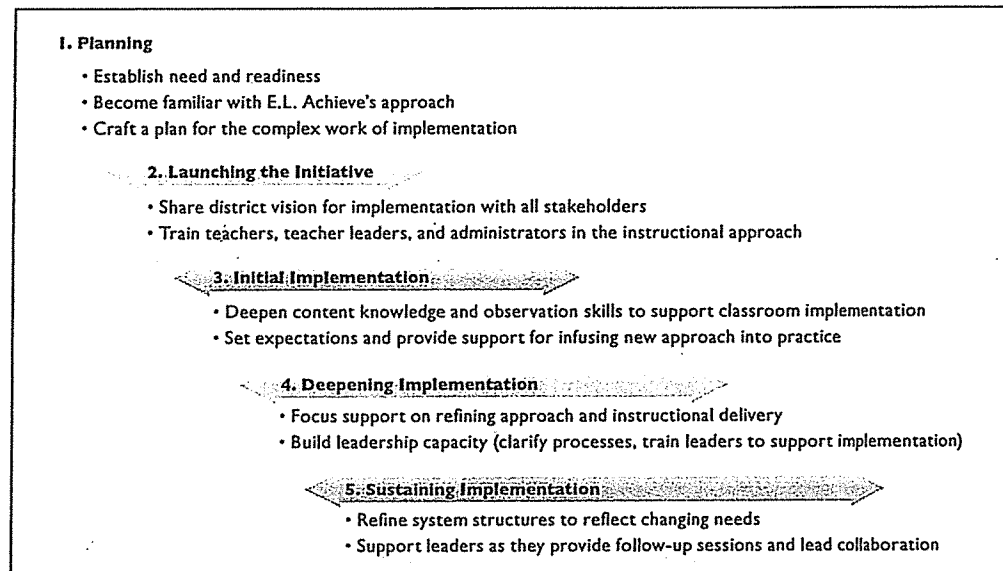 1. Planning
• Establish need and readiness
• Become familiar with E.L. Achieve's approach
• Craft a plan for the complex work of implementation
2. Launching the Initiative
• Share district vision for implementation with all stakeholders
• Train teachers, teacher leaders, and administrators in the instructional approach
3. Initial Implementation
• Deepen content knowledge and observation skills to support classroom implementation
• Set expectations and provide support for infusing new approach into practice
4. Deepening Implementation
• Focus support on refining approach and instructional delivery
• Build leadership capacity (clarify processes, train leaders to support implementation)
5. Sustaining Implementation
• Refine system structures to reflect changing needs
• Support leaders as they provide follow-up sessions and lead collaboration